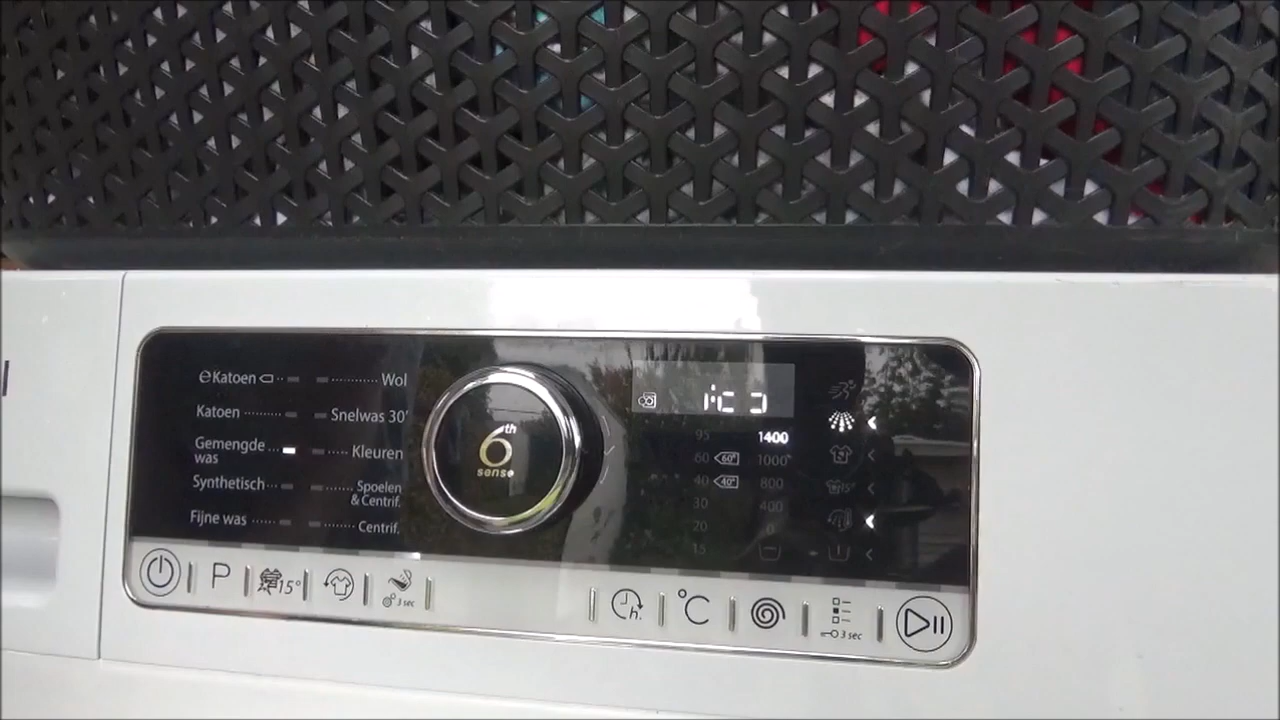 eKatoen
Wol
Katoen
Snelwas 30'
Gemengde
was
Kleuren
Synthetisch
Spoelen
& Centrif.
Fijne was
Centrif.
6th
sense
95
1400
60
60°
1000
40
40°
800
30
400
20
0
15
15°
P
15°
3 sec
h.
°C
3 sec